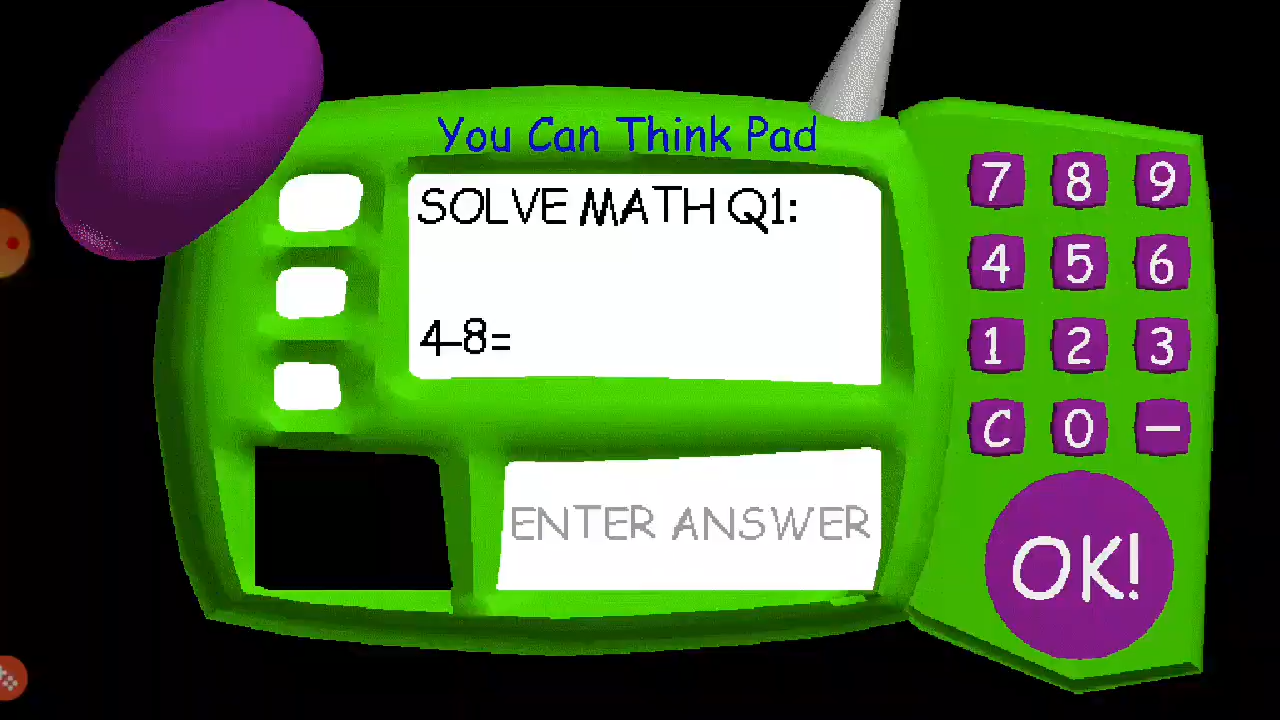 You Can Think Pad
SOLVE MATH Q1:
4-8=
ENTER ANSWER
7 8 9
4 5 6
1 2 3
C 0 -
OK!